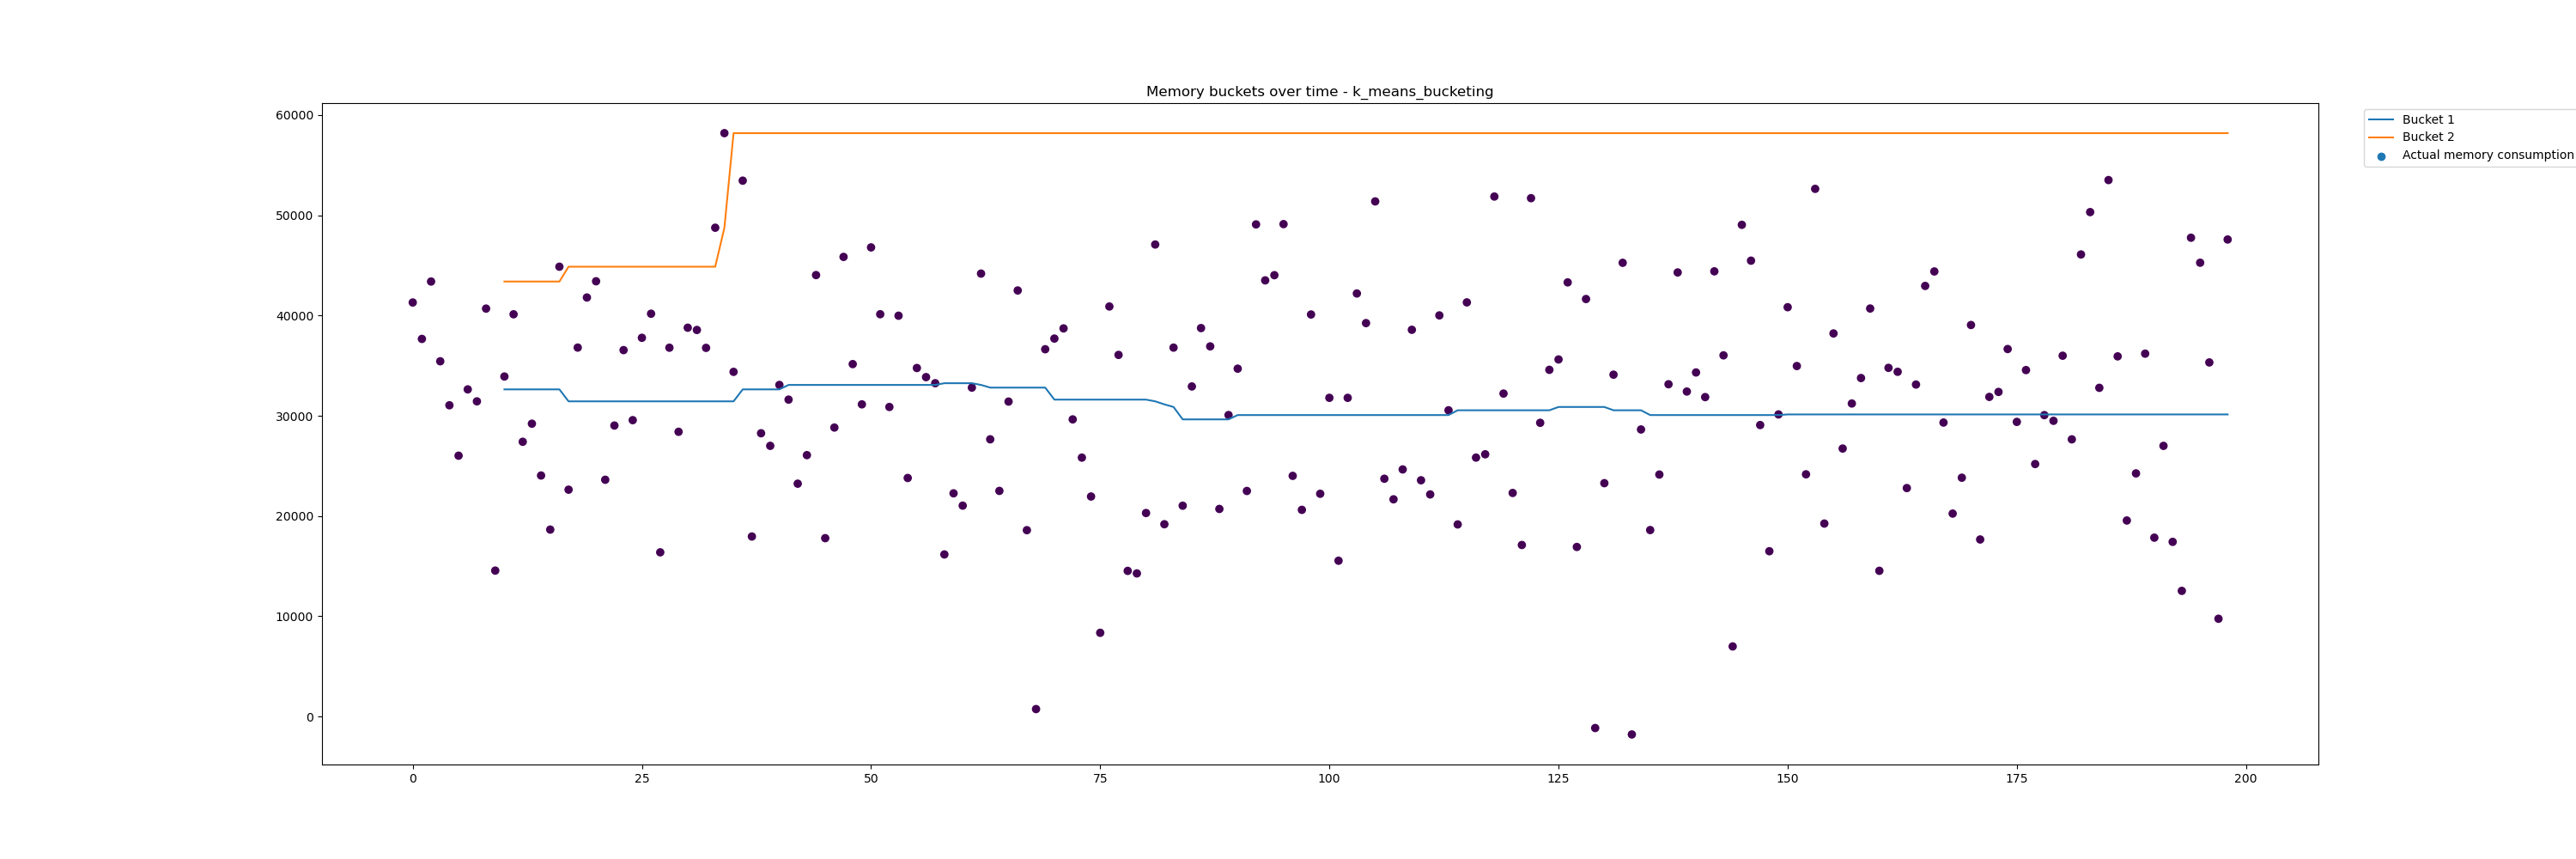 Memory buckets over time - k_means_bucketing
60000
50000
40000
30000
20000
10000
0
0 25 50 75 100 125 150 175 200
Bucket 1
Bucket 2
Actual memory consumption